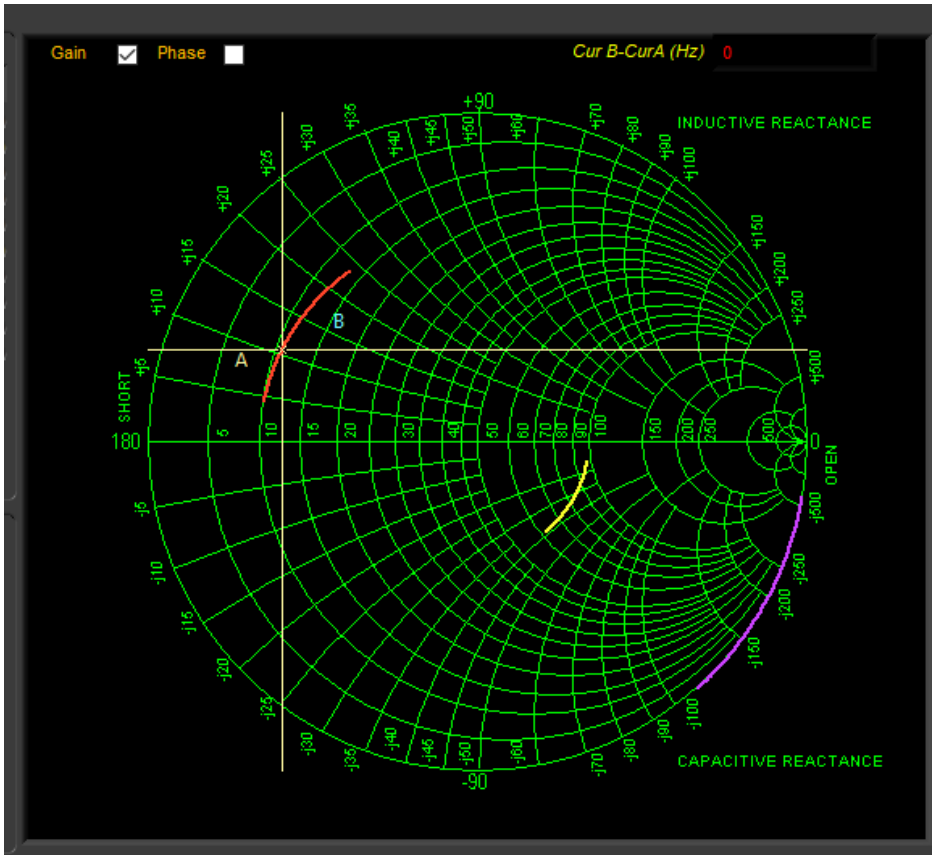 Gain Phase Cur B-CurA (Hz) 0
+90
INDUCTIVE REACTANCE
+j5
+j10
+j15
+j20
+j25
+j30
+j35
+j40
+j45
+j50
+j60
+j70
+j80
+j90
+j100
+j150
+j200
+j250
+j500
B
A
SHORT
180 5 10 15 20 30 40 50 60 70 80 90 100 150 200 250 500 0
OPEN
-j5
-j10
-j15
-j20
-j25
-j30
-j35
-j40
-j45
-j50
-j60
-j70
-j80
-j90
-j100
-j150
-j200
-j250
-j500
CAPACITIVE REACTANCE
-90